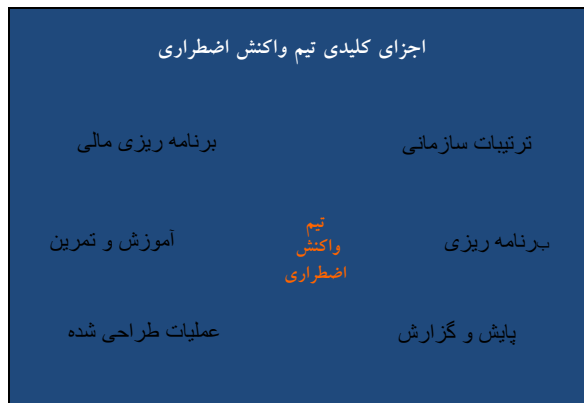 اجزای کلیدی تیم واکنش اضطراری
ترتیبات سازمانی
برنامه ریزی مالی
برنامه ریزی
تیم
واکنش
اضطراری
آموزش و تمرین
پایش و گزارش
عملیات طراحی شده